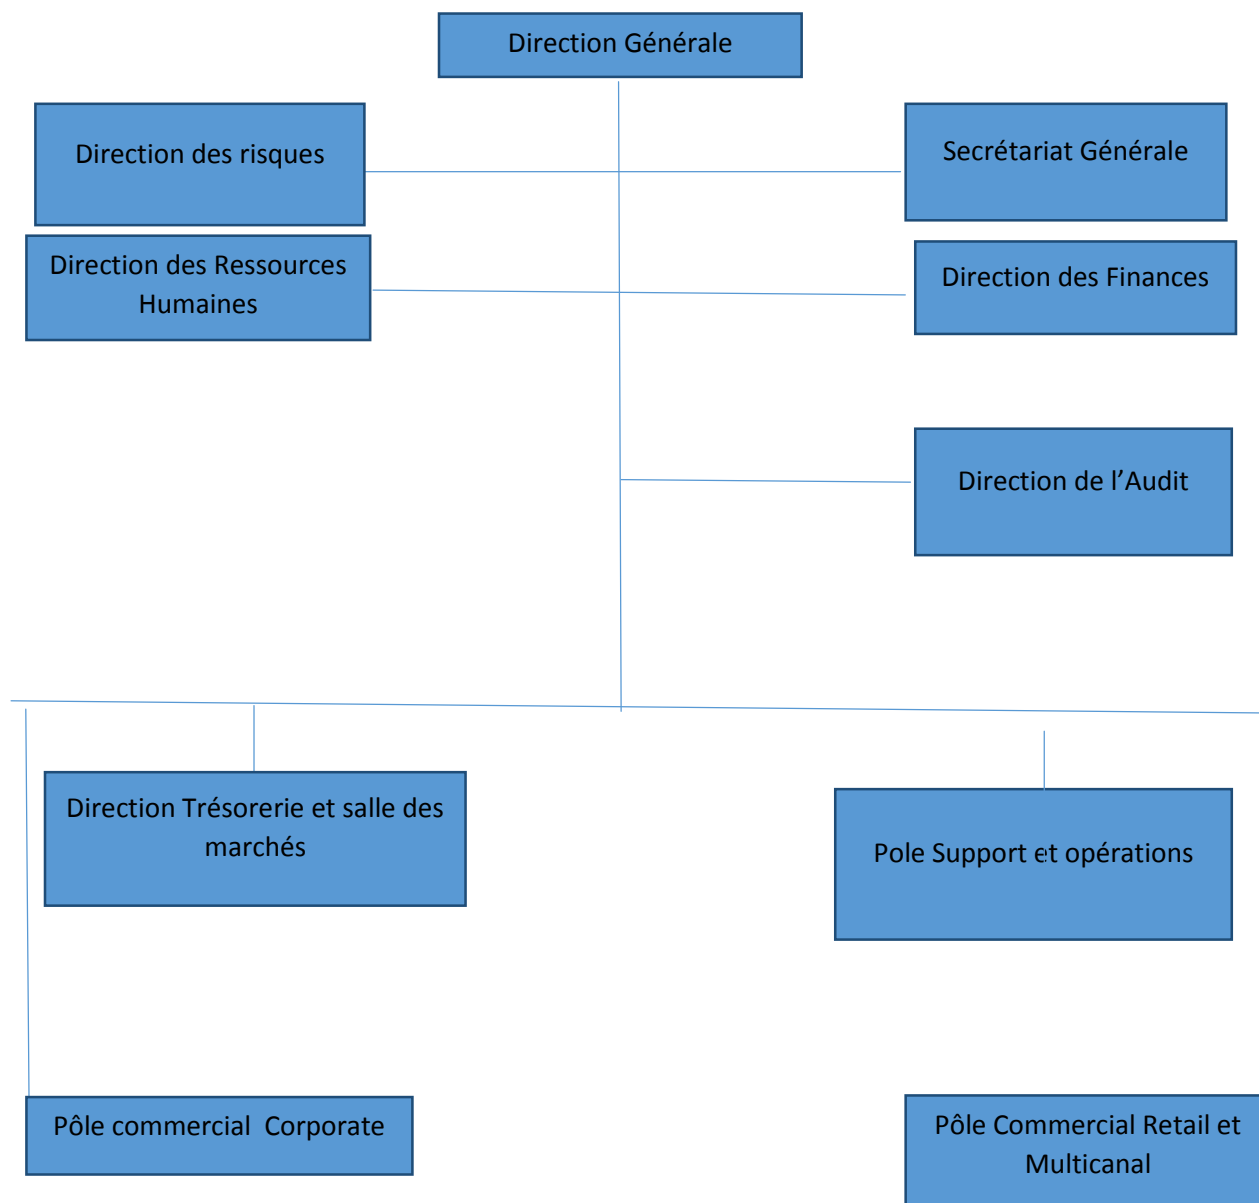 Direction Générale
Direction des risques
Secrétariat Générale
Direction des Ressources
Humaines
Direction des Finances
Direction de l’Audit
Direction Trésorerie et salle des
marchés
Pole Support et opérations
Pôle commercial  Corporate
Pôle Commercial Retail et
Multicanal